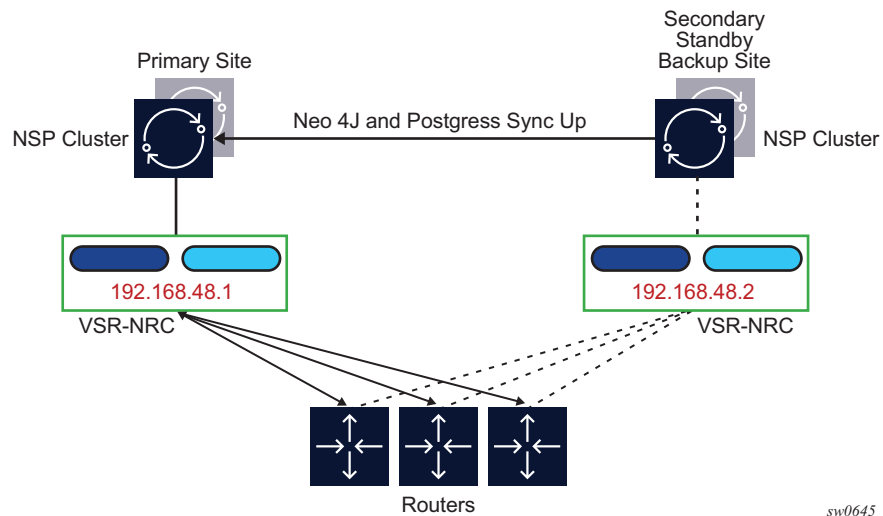 Primary Site
Secondary
Standby
Backup Site
NSP Cluster
Neo 4J and Postgress Sync Up
NSP Cluster
192.168.48.1
192.168.48.2
VSR-NRC
VSR-NRC
Routers
sw0645